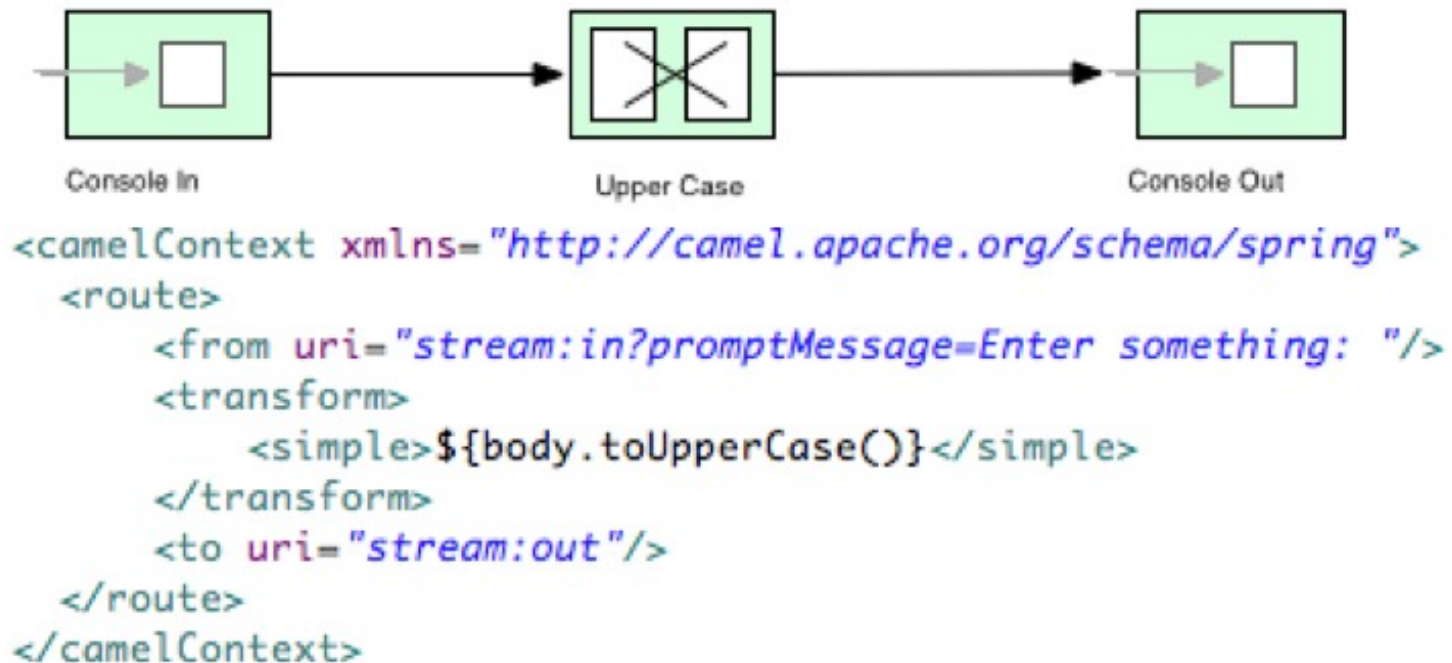 Console In
Upper Case
Console Out
<camelContext xmlns="http://camel.apache.org/schema/spring">
  <route>
      <from uri="stream:in?promptMessage=Enter something: "/>
      <transform>
          <simple>${body.toUpperCase()}</simple>
      </transform>
      <to uri="stream:out"/>
  </route>
</camelContext>